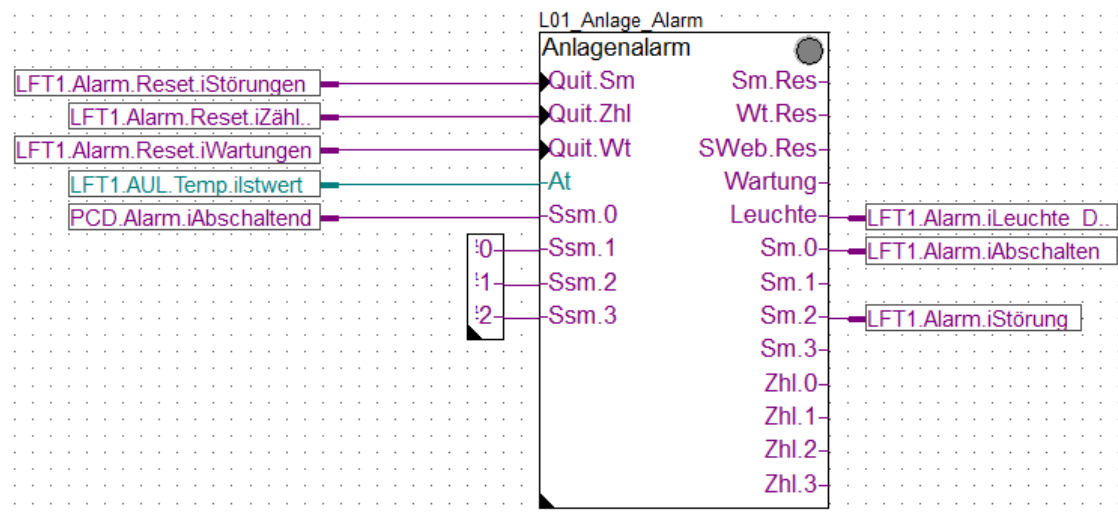 L01_Anlage_Alarm
Anlagenalarm
LFT1.Alarm.Reset.iStörungen Quit.Sm Sm.Res
LFT1.Alarm.Reset.iZähl.. Quit.Zhl Wt.Res
LFT1.Alarm.Reset.iWartungen Quit.Wt SWeb.Res
LFT1.AUL.Temp.iIstwert At Wartung
PCD.Alarm.iAbschaltend Ssm.0 Leuchte LFT1.Alarm.iLeuchte_D..
0 Ssm.1 Sm.0 LFT1.Alarm.iAbschalten
1 Ssm.2 Sm.1
2 Ssm.3 Sm.2 LFT1.Alarm.iStörung
Sm.3
Zhl.0
Zhl.1
Zhl.2
Zhl.3